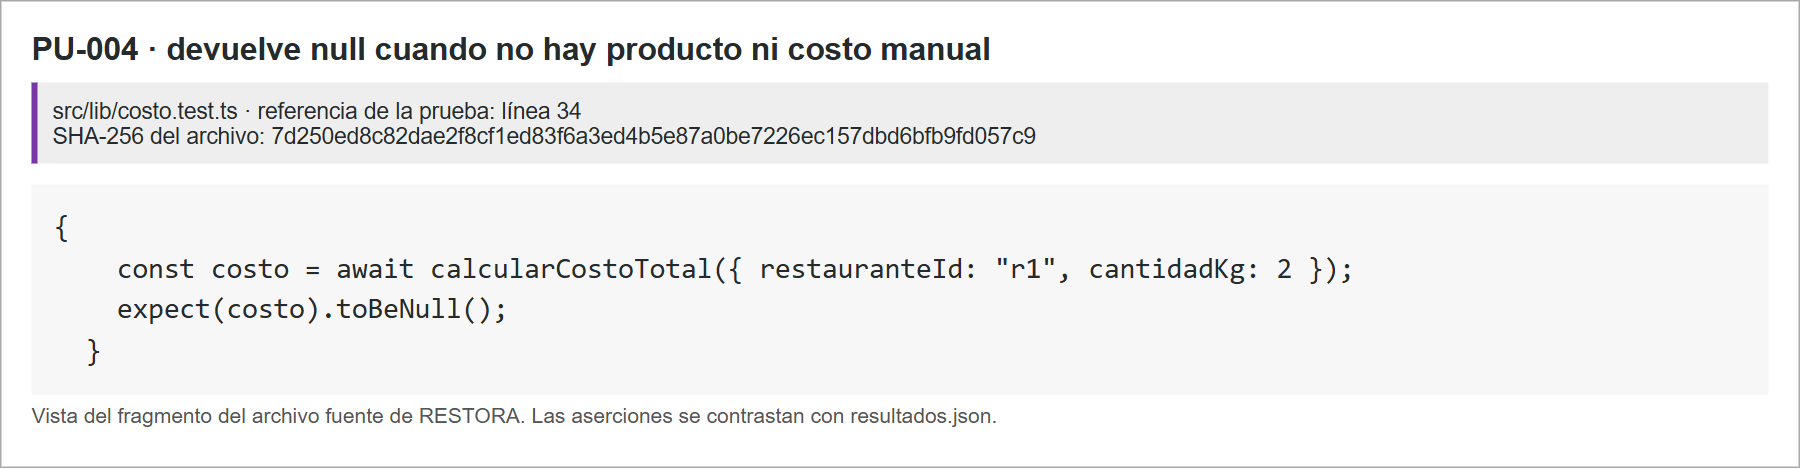 PU-004 · devuelve null cuando no hay producto ni costo manual
src/lib/costo.test.ts · referencia de la prueba: línea 34
SHA-256 del archivo: 7d250ed8c82dae2f8cf1ed83f6a3ed4b5e87a0be7226ec157dbd6bfb9fd057c9
{
    const costo = await calcularCostoTotal({ restauranteId: "r1", cantidadKg: 2 });
    expect(costo).toBeNull();
  }
Vista del fragmento del archivo fuente de RESTORA. Las aserciones se contrastan con resultados.json.